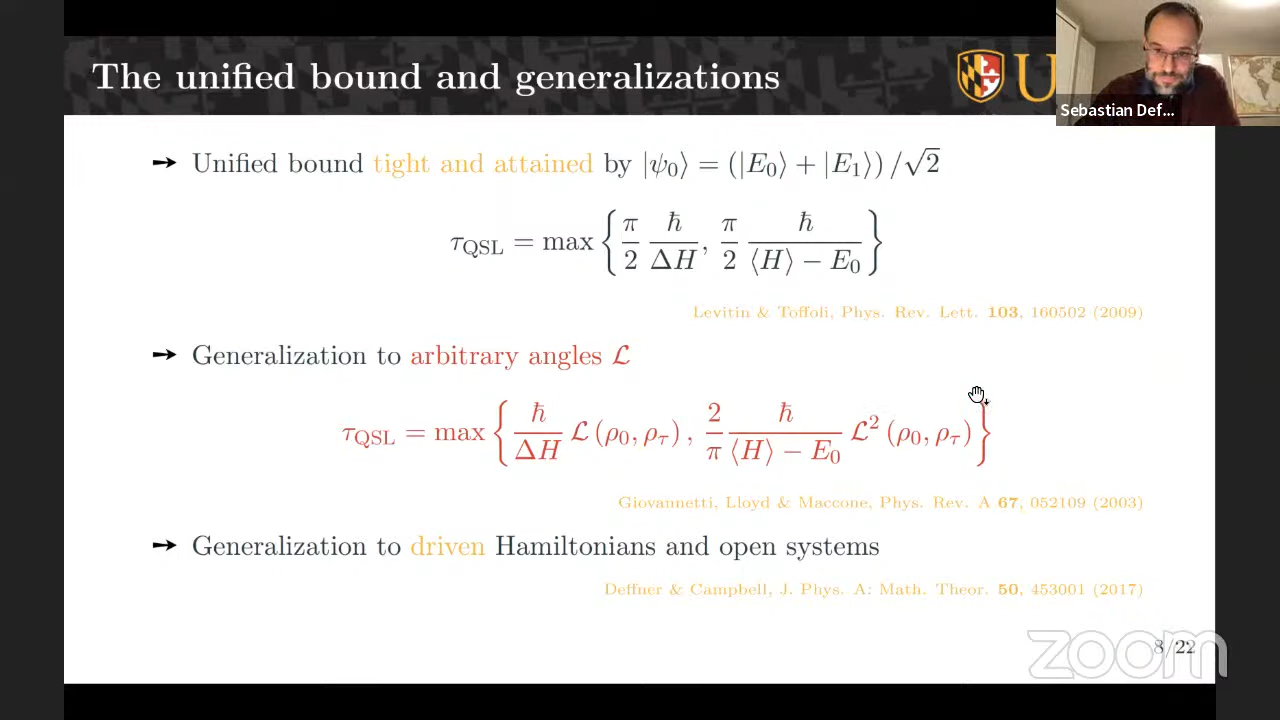 The unified bound and generalizations
U
Sebastian Def...
→ Unified bound tight and attained by |ψ₀⟩ = (|E₀⟩ + |E₁⟩) /√2
τ_QSL = max { π/2 ħ/ΔH, π/2 ħ/(⟨H⟩ − E₀) }
Levitin & Toffoli, Phys. Rev. Lett. 103, 160502 (2009)
→ Generalization to arbitrary angles ℒ
τ_QSL = max { ħ/ΔH ℒ (ρ₀, ρ_τ) , 2/π ħ/(⟨H⟩ − E₀) ℒ² (ρ₀, ρ_τ) }
Giovannetti, Lloyd & Maccone, Phys. Rev. A 67, 052109 (2003)
→ Generalization to driven Hamiltonians and open systems
Deffner & Campbell, J. Phys. A: Math. Theor. 50, 453001 (2017)
8/22
zoom